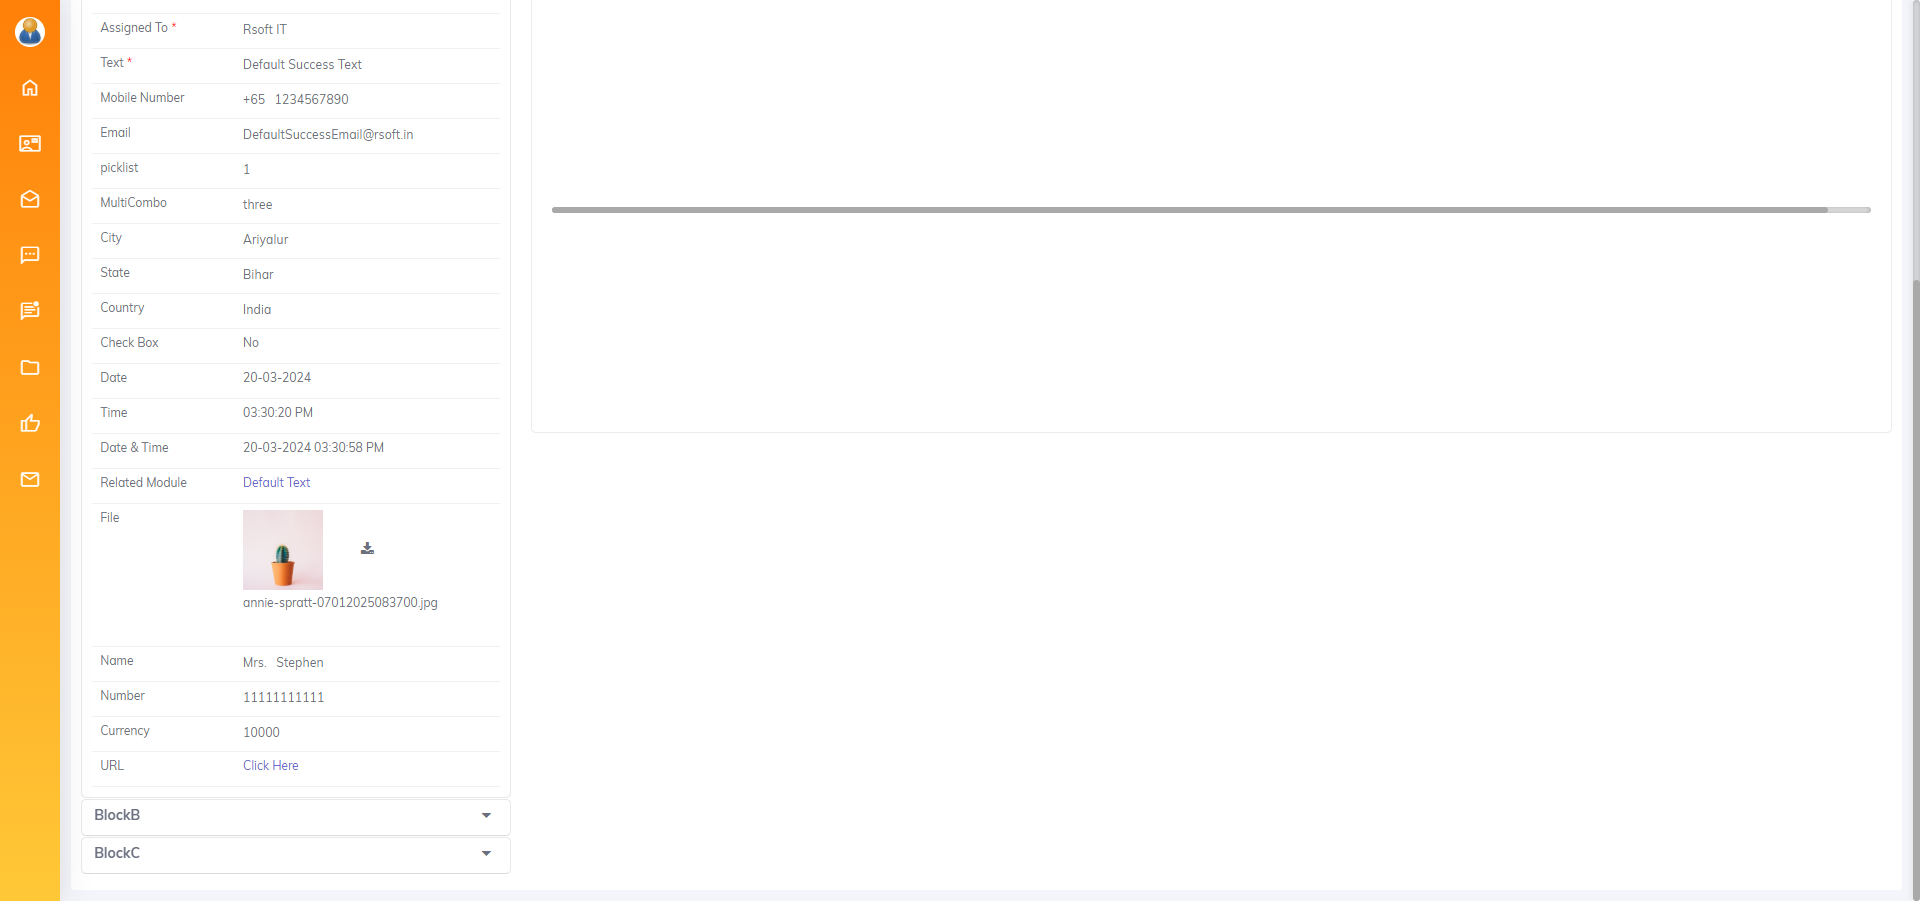 Assigned To * Rsoft IT
Text * Default Success Text
Mobile Number +65 1234567890
Email DefaultSuccessEmail@rsoft.in
picklist 1
MultiCombo three
City Ariyalur
State Bihar
Country India
Check Box No
Date 20-03-2024
Time 03:30:20 PM
Date & Time 20-03-2024 03:30:58 PM
Related Module Default Text
File
annie-spratt-07012025083700.jpg
Name Mrs. Stephen
Number 11111111111
Currency 10000
URL Click Here
BlockB
BlockC